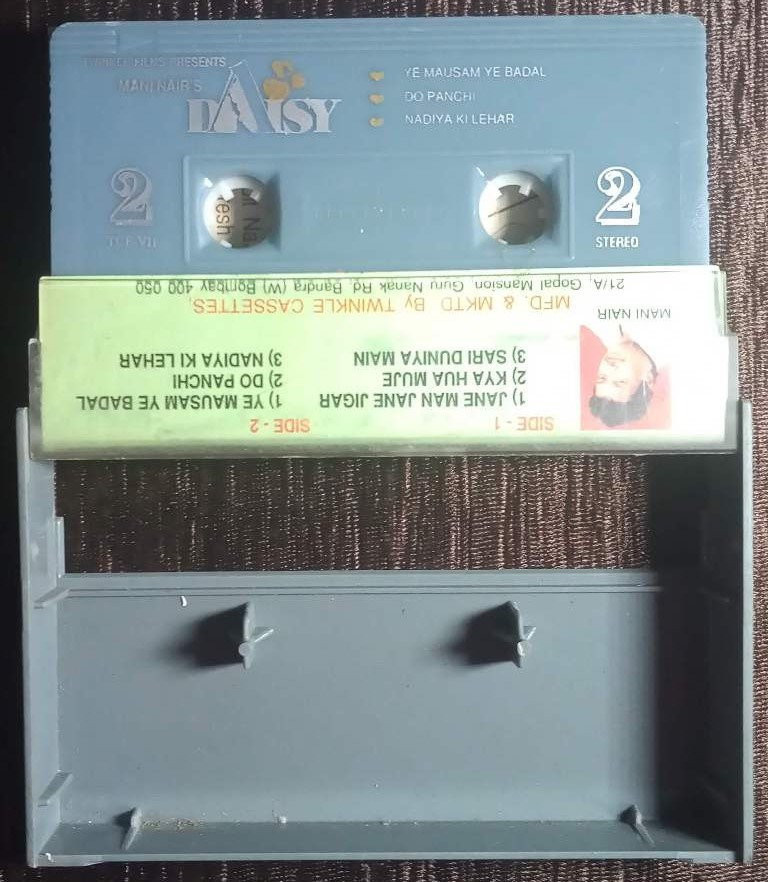 FILMS PRESENTS
MANI NAIR'S
DAISY
YE MAUSAM YE BADAL
DO PANCHI
NADIYA KI LEHAR
2
2
STEREO
SIDE - 1
1) JANE MAN JANE JIGAR
2) KYA HUA MUJE
3) SARI DUNIYA MAIN
SIDE - 2
1) YE MAUSAM YE BADAL
2) DO PANCHI
3) NADIYA KI LEHAR
MANI NAIR
MFD. & MKTD By TWINKLE CASSETTES,
21/A, Gopal Mansion, Guru Nanak Rd, Bandra (W) Bombay 400 050